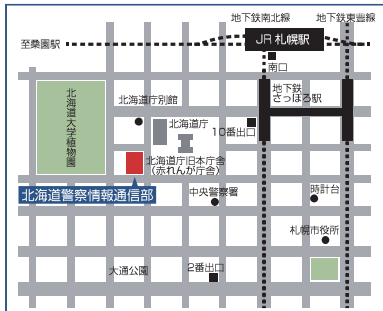 地下鉄南北線
地下鉄東豊線
至桑園駅
JR 札幌駅
南口
地下鉄
さっぽろ駅
北海道大学植物園
北海道庁別館
北海道庁
10番出口
北海道庁旧本庁舎
(赤れんが庁舎)
北海道警察情報通信部
中央警察署
時計台
札幌市役所
大通公園
2番出口